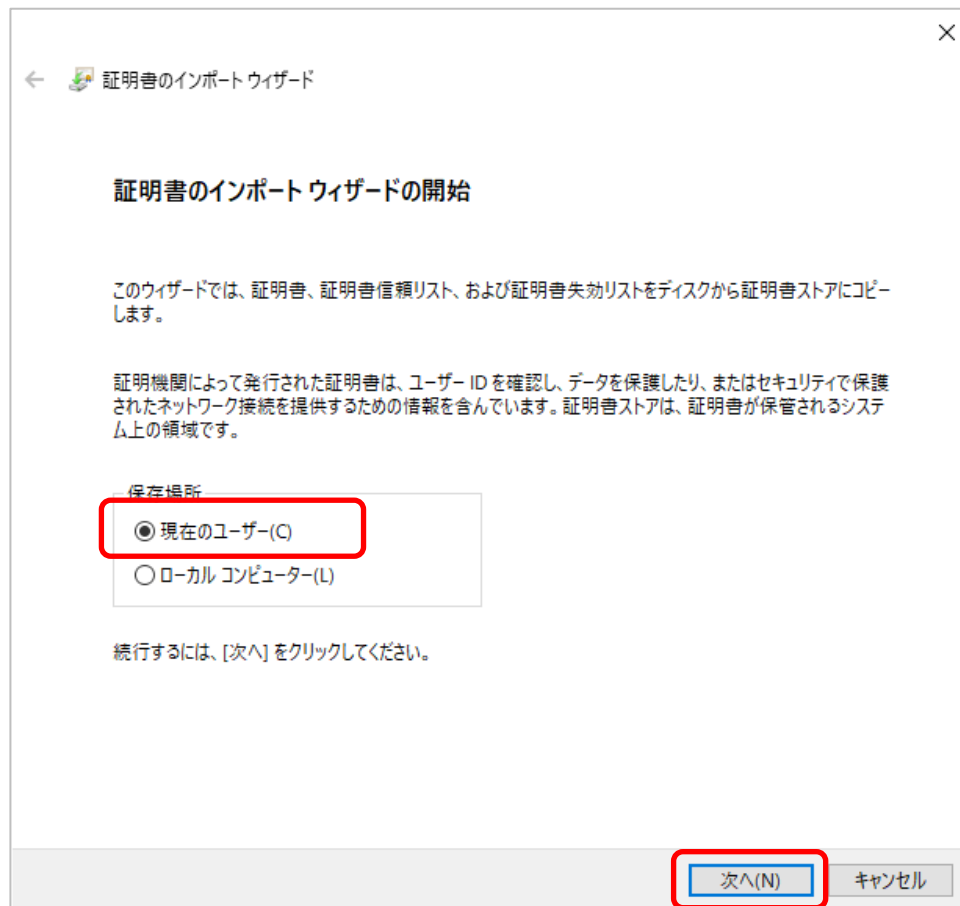 証明書のインポート ウィザード
証明書のインポート ウィザードの開始
このウィザードでは、証明書、証明書信頼リスト、および証明書失効リストをディスクから証明書ストアにコピー
します。
証明機関によって発行された証明書は、ユーザー ID を確認し、データを保護したり、またはセキュリティで保護
されたネットワーク接続を提供するための情報を含んでいます。証明書ストアは、証明書が保管されるシステ
ム上の領域です。
保存場所
現在のユーザー(C)
ローカル コンピューター(L)
続行するには、[次へ] をクリックしてください。
次へ(N)
キャンセル